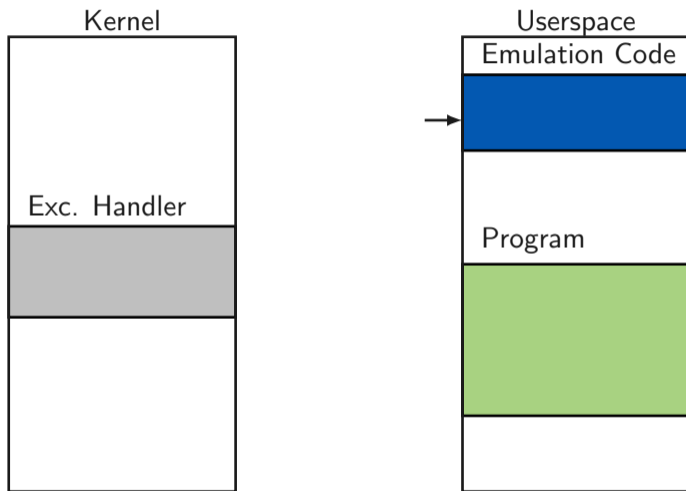 Kernel
Userspace
Emulation Code
Exc. Handler
Program